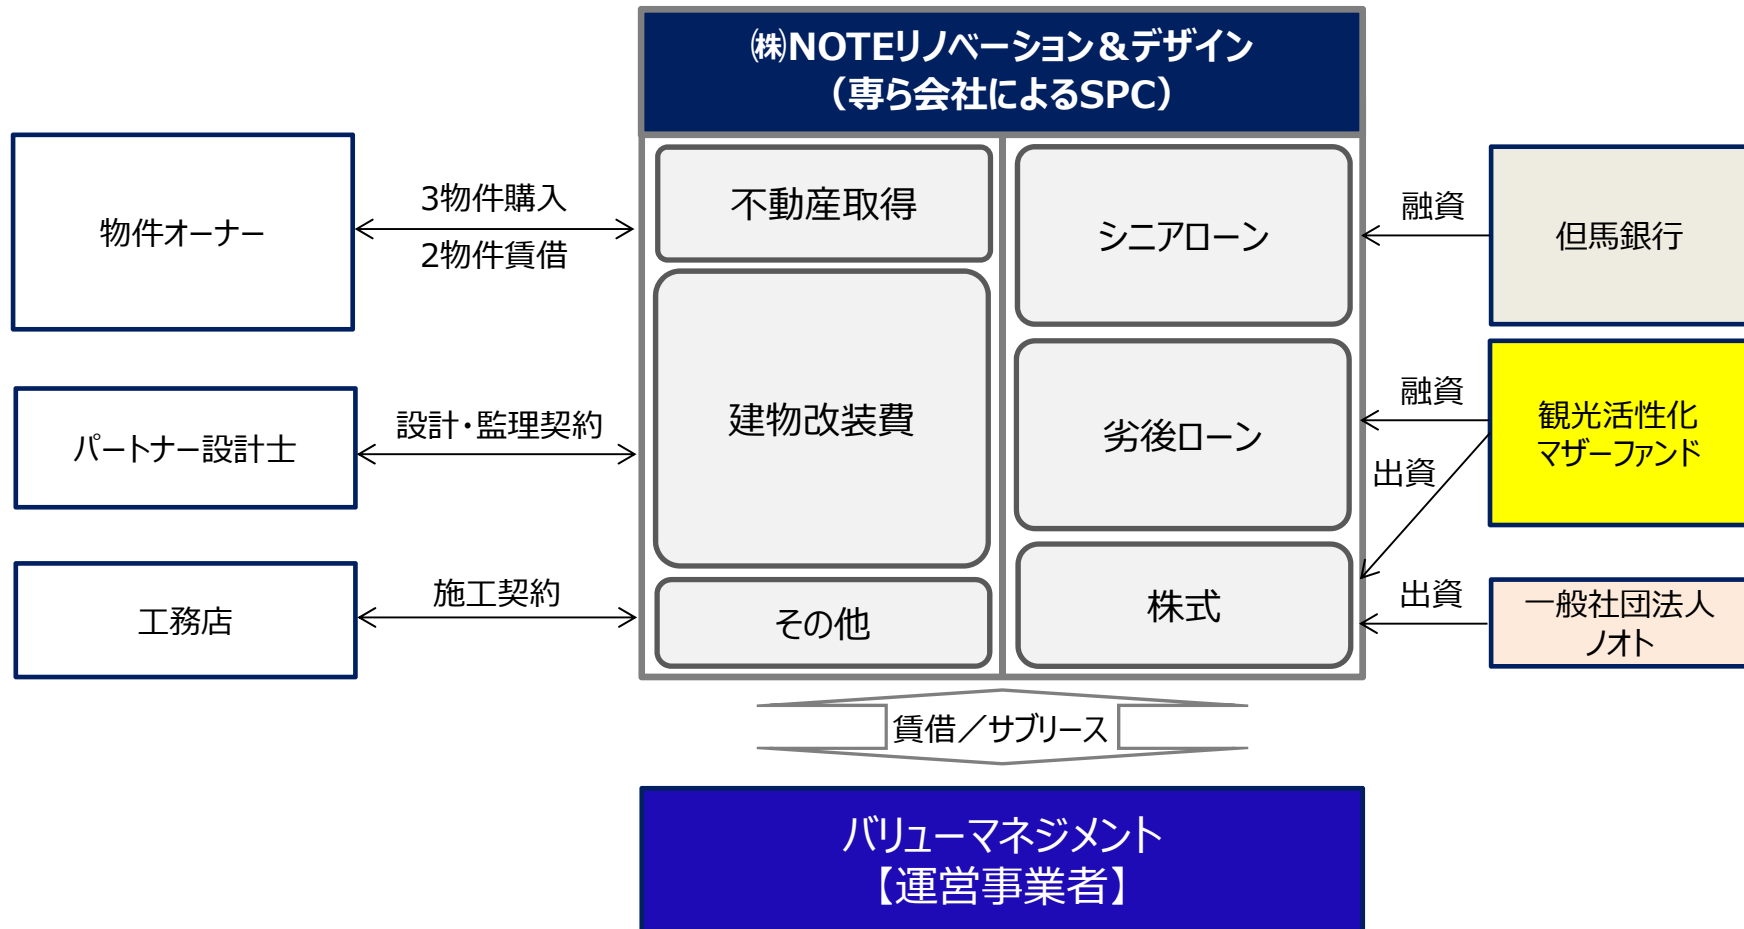 ㈱NOTEリノベーション＆デザイン
（専ら会社によるSPC）
物件オーナー
3物件購入
2物件賃借
パートナー設計士
設計・監理契約
工務店
施工契約
不動産取得
建物改装費
その他
シニアローン
劣後ローン
株式
融資
但馬銀行
融資
出資
観光活性化
マザーファンド
出資
一般社団法人
ノオト
賃借／サブリース
バリューマネジメント
【運営事業者】